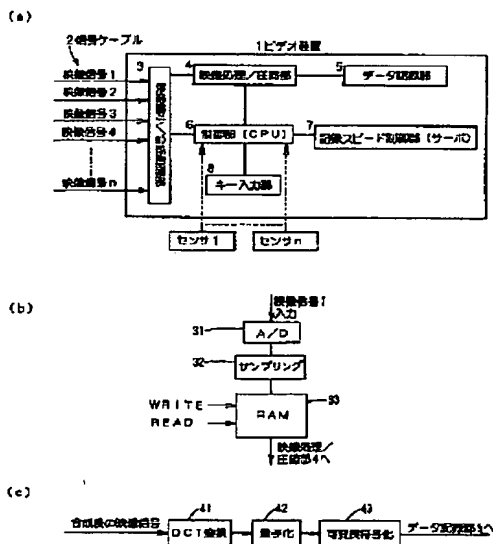 (a)
2信号ケーブル
1ビデオ装置
映像信号1
映像信号2
映像信号3
映像信号4
映像信号n
3
4
映像処理/圧縮部
5
データ記録部
6
制御部(CPU)
7
記録スピード制御部(サーボ)
8
キー入力部
センサ1
センサn
(b)
映像信号i
入力
31
A/D
32
サンプリング
WRITE
READ
RAM
33
映像処理/
圧縮部4へ
(c)
合成後の映像信号
41
DCT変換
42
量子化
43
可変長符号化
データ記録部5へ